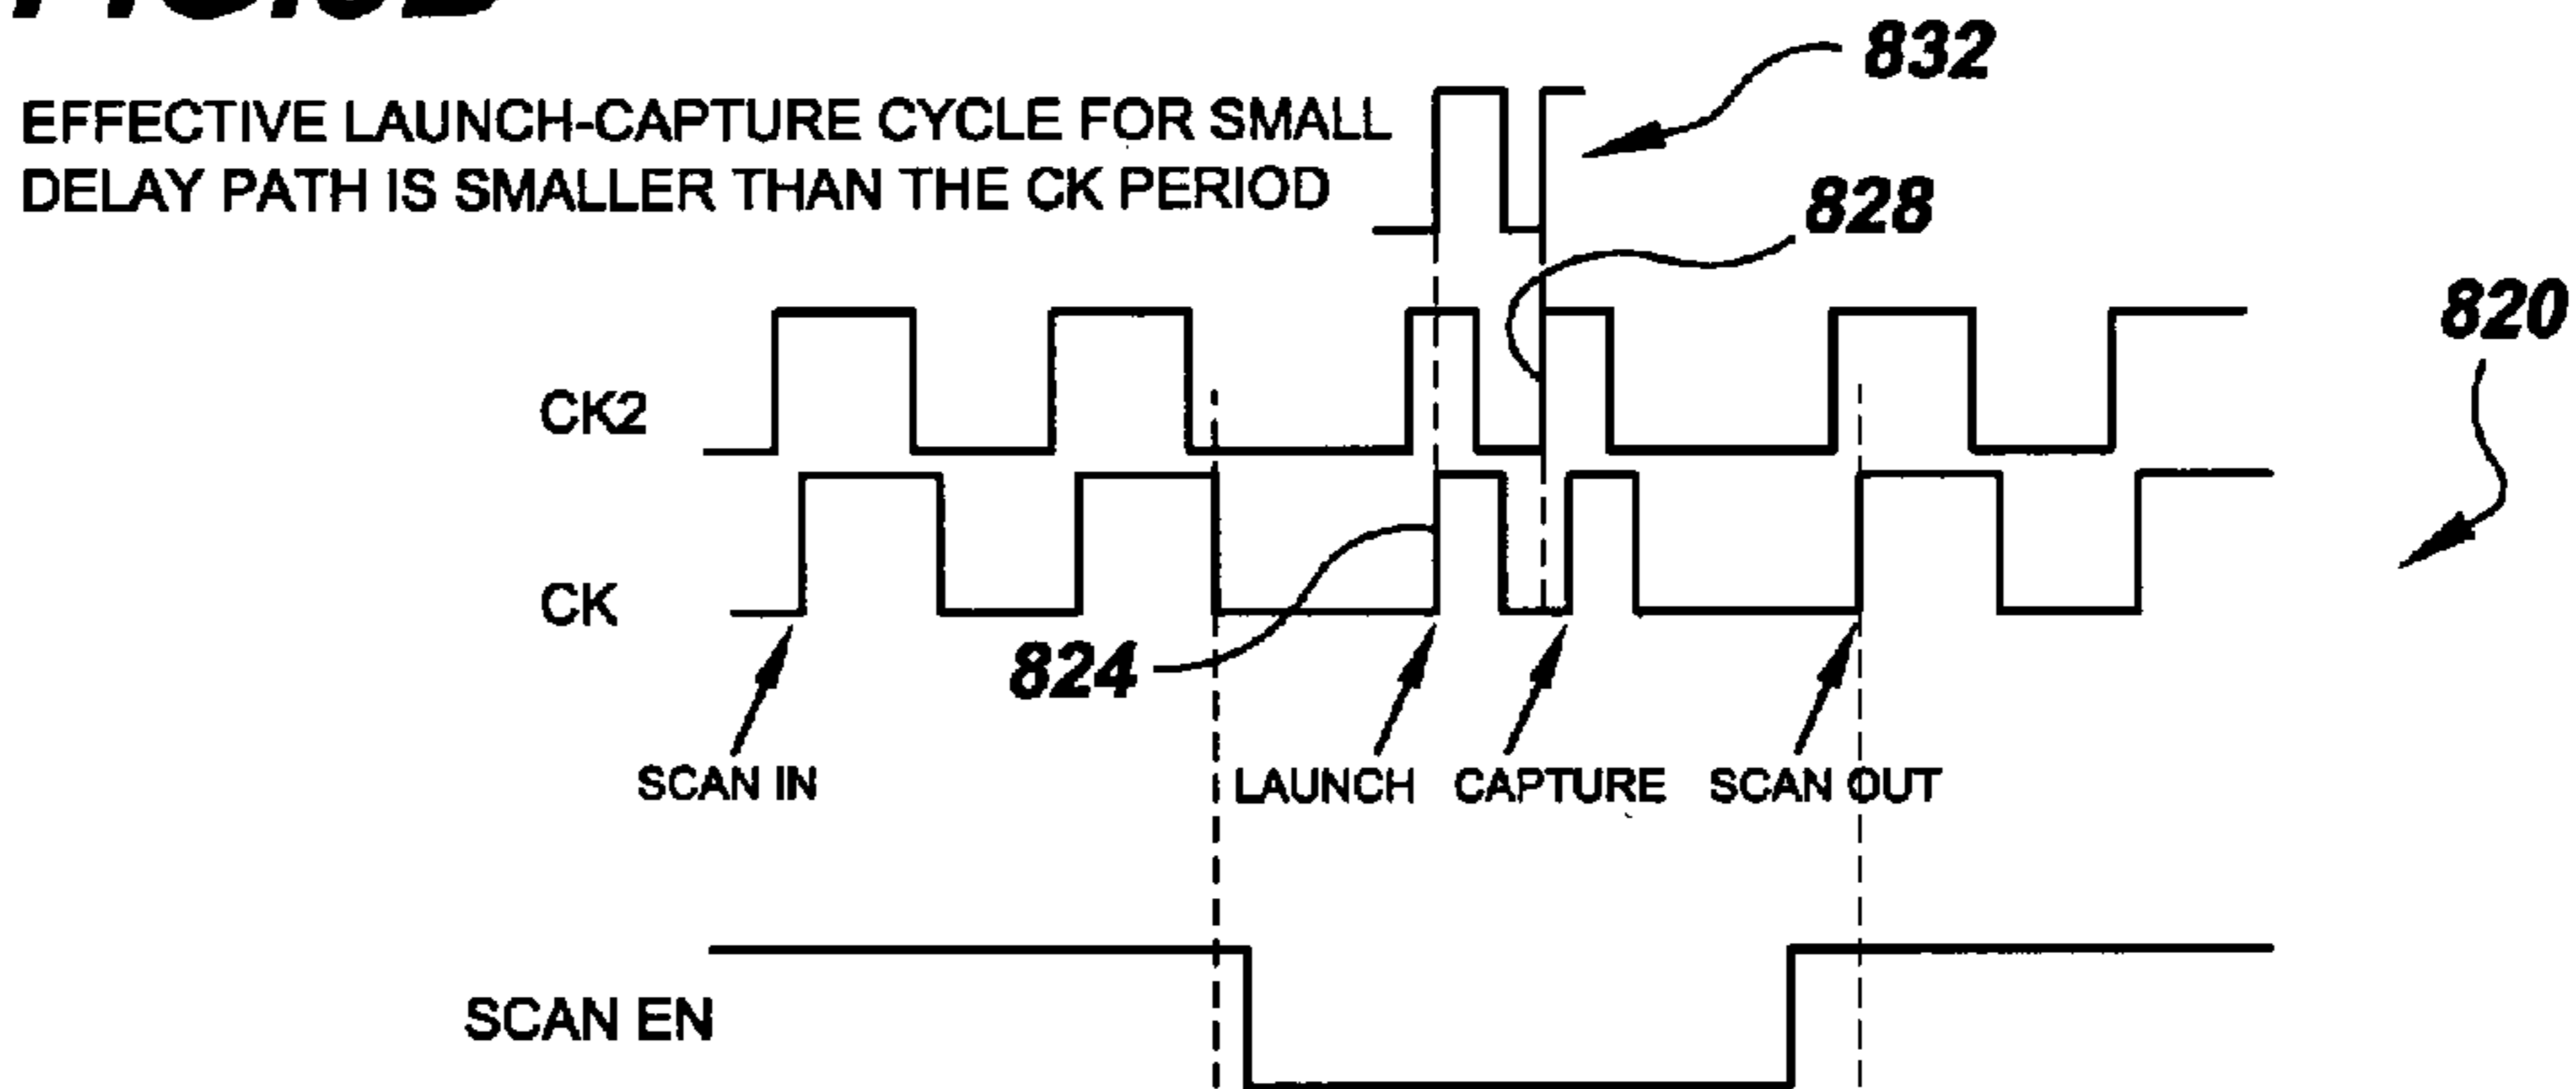 832
EFFECTIVE LAUNCH-CAPTURE CYCLE FOR SMALL
DELAY PATH IS SMALLER THAN THE CK PERIOD
828
820
CK2
CK
824
SCAN IN
LAUNCH
CAPTURE
SCAN OUT
SCAN EN